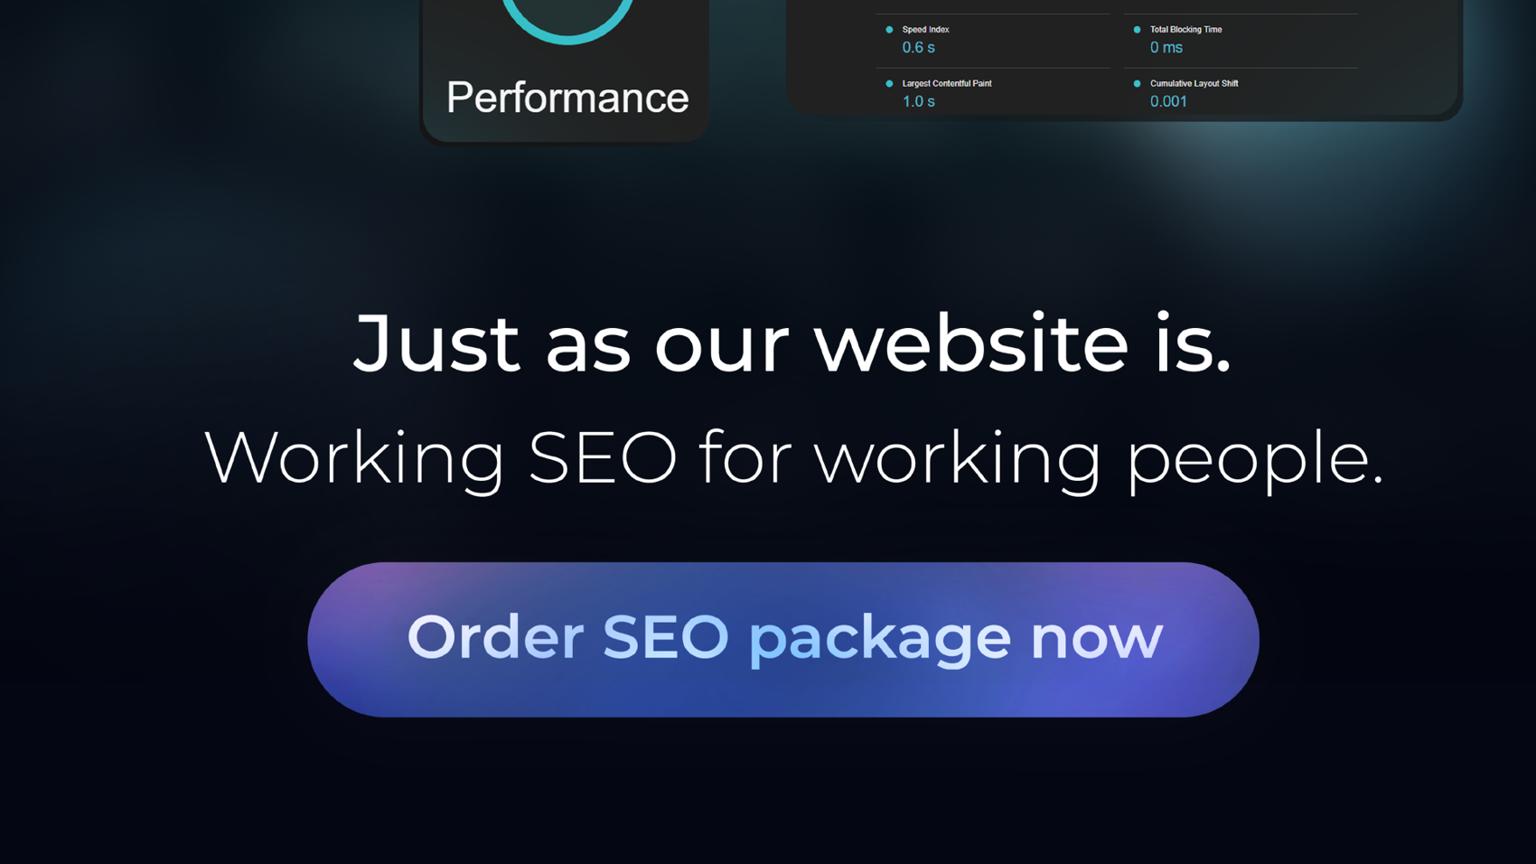 Performance
Speed Index
0.6 s
Total Blocking Time
0 ms
Largest Contentful Paint
1.0 s
Cumulative Layout Shift
0.001
Just as our website is.
Working SEO for working people.
Order SEO package now